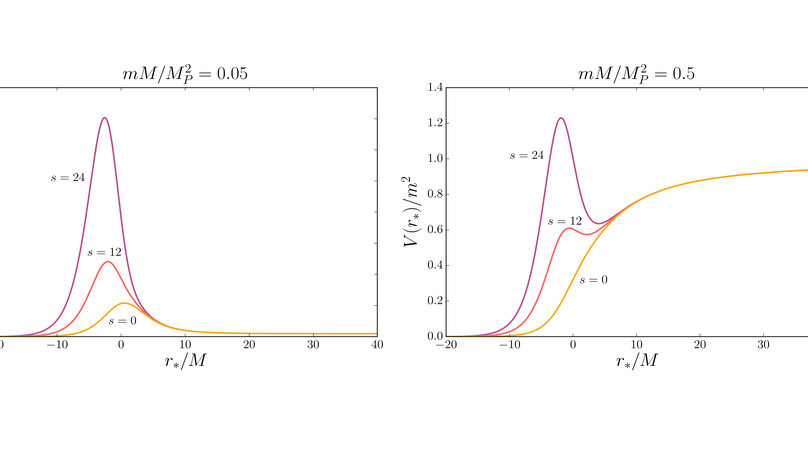 mM/M_P^2 = 0.05
s = 24
s = 12
s = 0
0 −10 0 10 20 30 40
r_*/M
mM/M_P^2 = 0.5
1.4
1.2
1.0
0.8
0.6
0.4
0.2
0.0
V(r_*)/m^2
s = 24
s = 12
s = 0
−20 −10 0 10 20 30
r_*/M